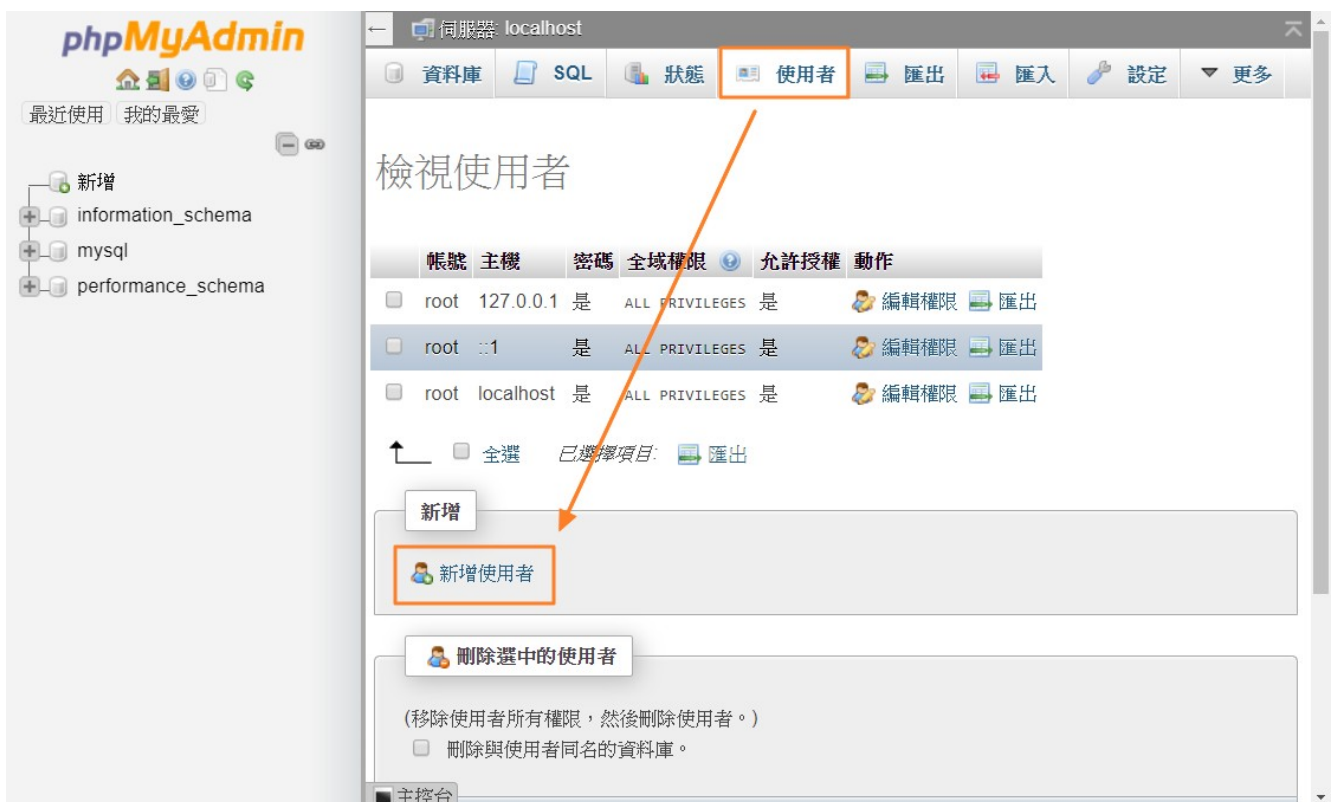 phpMyAdmin
最近使用 我的最愛
新增
information_schema
mysql
performance_schema
伺服器: localhost
資料庫 SQL 狀態 使用者 匯出 匯入 設定 更多
檢視使用者
帳號 主機 密碼 全域權限 允許授權 動作
root 127.0.0.1 是 ALL PRIVILEGES 是 編輯權限 匯出
root ::1 是 ALL PRIVILEGES 是 編輯權限 匯出
root localhost 是 ALL PRIVILEGES 是 編輯權限 匯出
全選 已選擇項目: 匯出
新增
新增使用者
刪除選中的使用者
(移除使用者所有權限，然後刪除使用者。)
刪除與使用者同名的資料庫。
主控台